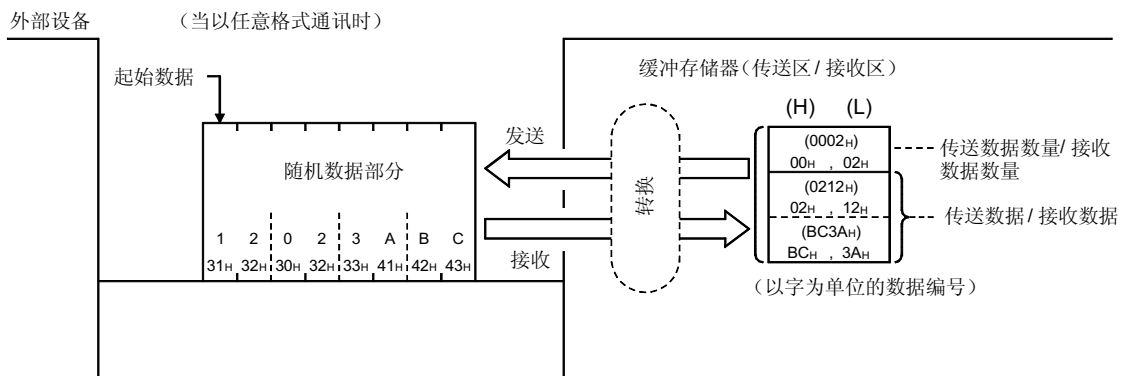 外部设备 （当以任意格式通讯时）
缓冲存储器（传送区/接收区）
起始数据
(H) (L)
发送
(0002H)
00H , 02H
传送数据数量/接收
数据数量
随机数据部分
转换
(0212H)
02H , 12H
传送数据/接收数据
1 2 0 2 3 A B C
(BC3AH)
BCH , 3AH
31H, 32H 30H, 32H 33H, 41H 42H, 43H
接收
（以字为单位的数据编号）